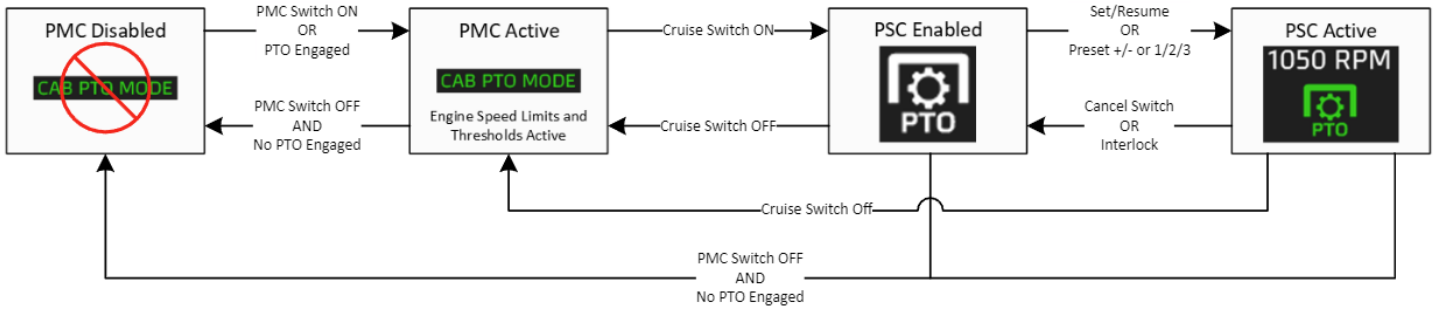 PMC Disabled
CAB PTO MODE
PMC Switch ON
OR
PTO Engaged
PMC Switch OFF
AND
No PTO Engaged
PMC Active
CAB PTO MODE
Engine Speed Limits and
Thresholds Active
Cruise Switch ON
Cruise Switch OFF
PSC Enabled
PTO
Set/Resume
OR
Preset +/- or 1/2/3
Cancel Switch
OR
Interlock
PSC Active
1050 RPM
PTO
Cruise Switch Off
PMC Switch OFF
AND
No PTO Engaged